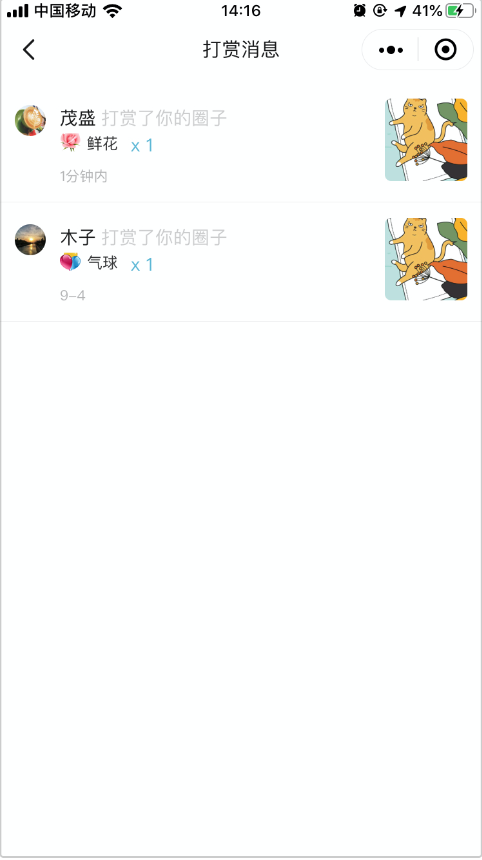 中国移动 14:16 41%
打赏消息
茂盛 打赏了你的圈子
鲜花 x 1
1分钟内
木子 打赏了你的圈子
气球 x 1
9-4